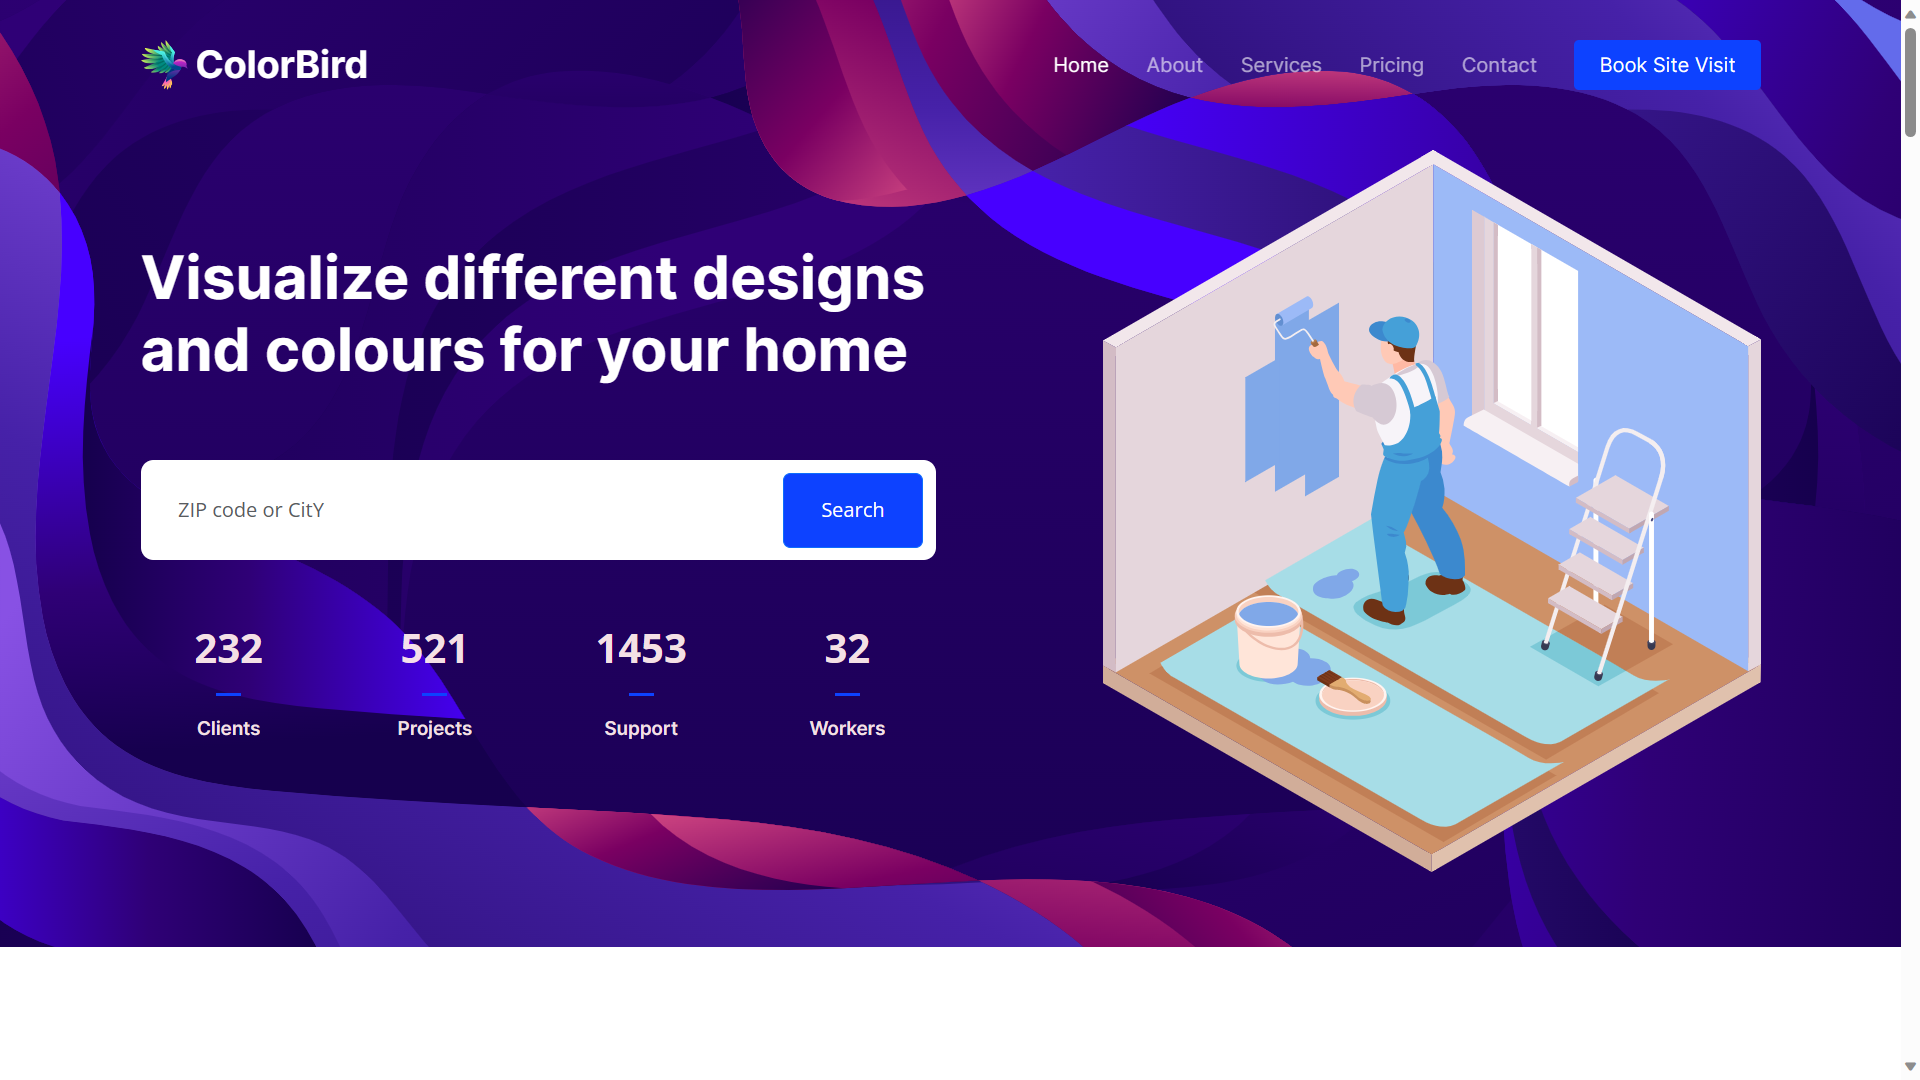 ColorBird
Home About Services Pricing Contact Book Site Visit
Visualize different designs
and colours for your home
ZIP code or CitY Search
232 521 1453 32
Clients Projects Support Workers